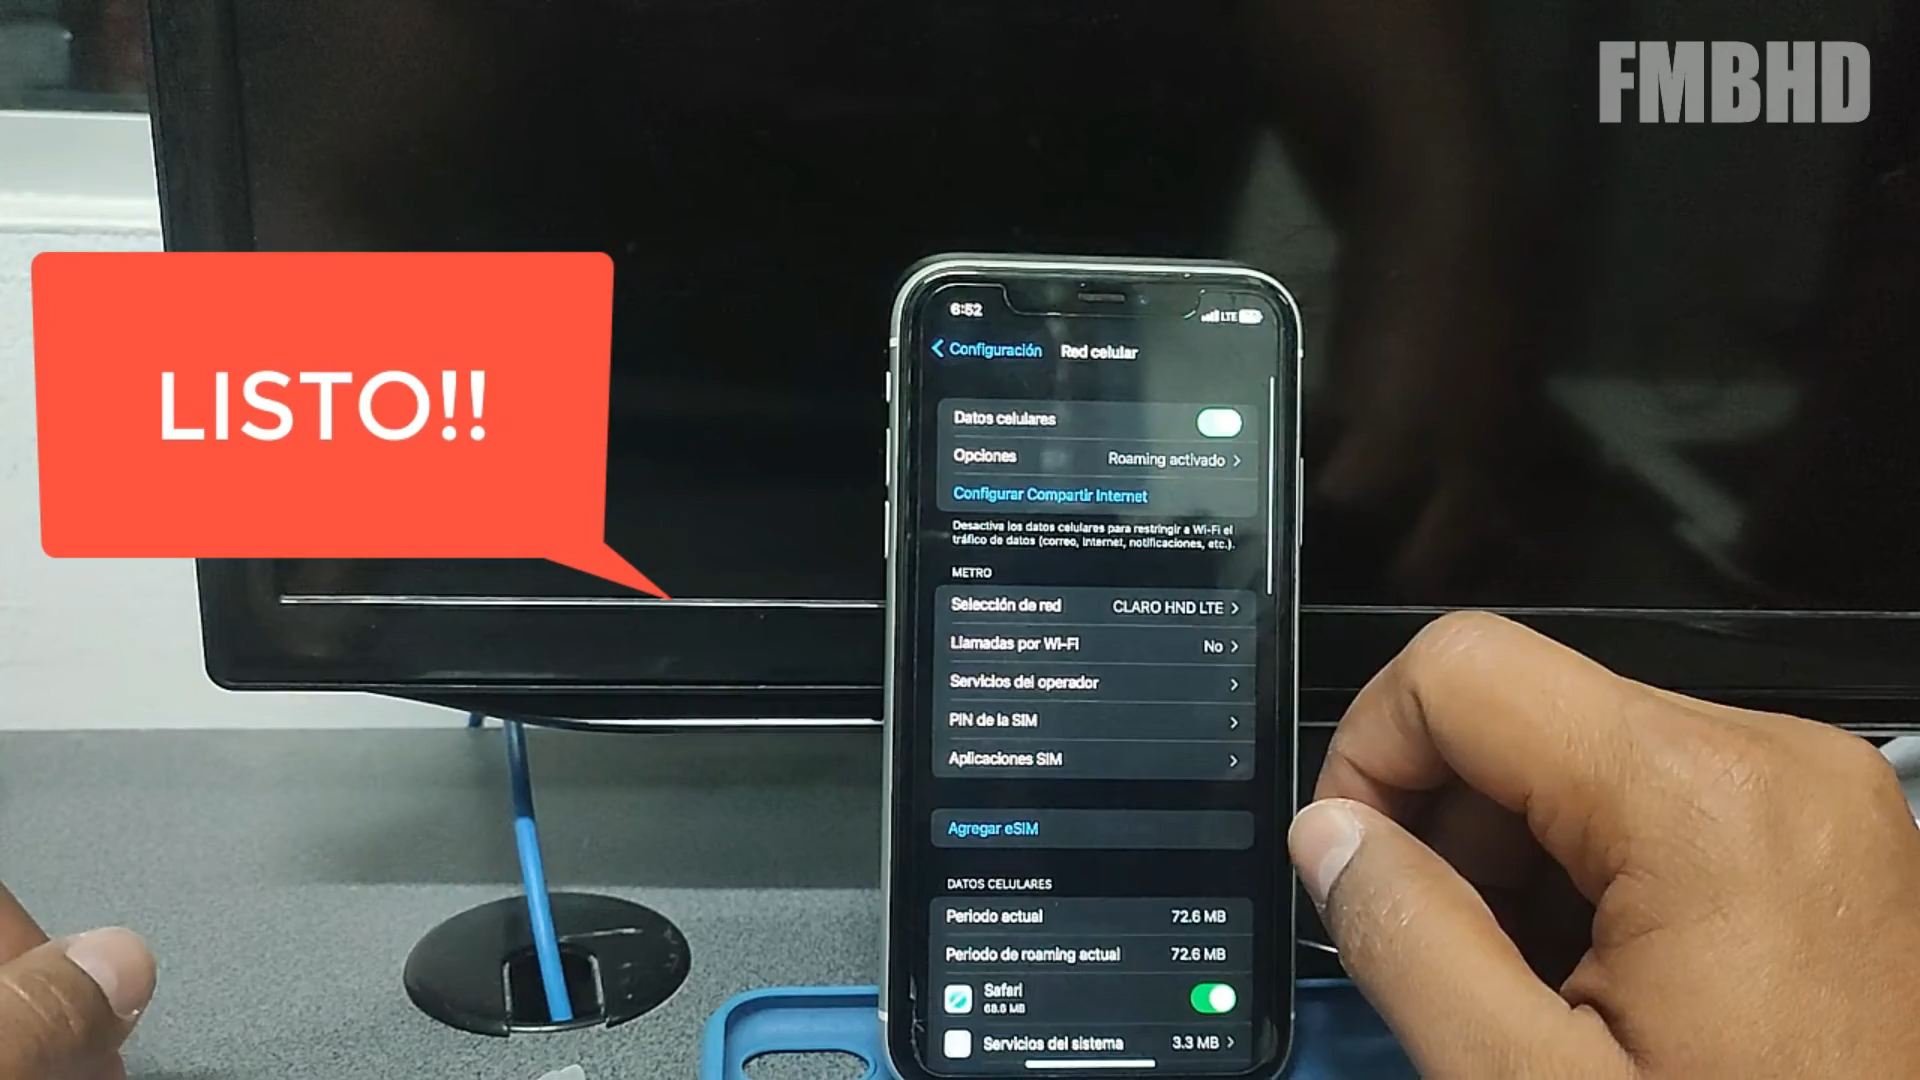 FMBHD
LISTO!!
6:52
LTE
Configuración Red celular
Datos celulares
Opciones Roaming activado
Configurar Compartir Internet
Desactiva los datos celulares para restringir a Wi-Fi el
tráfico de datos (correo, Internet, notificaciones, etc.).
METRO
Selección de red CLARO HND LTE
Llamadas por Wi-Fi No
Servicios del operador
PIN de la SIM
Aplicaciones SIM
Agregar eSIM
DATOS CELULARES
Periodo actual 72.6 MB
Periodo de roaming actual 72.6 MB
Safari
68.6 MB
Servicios del sistema 3.3 MB